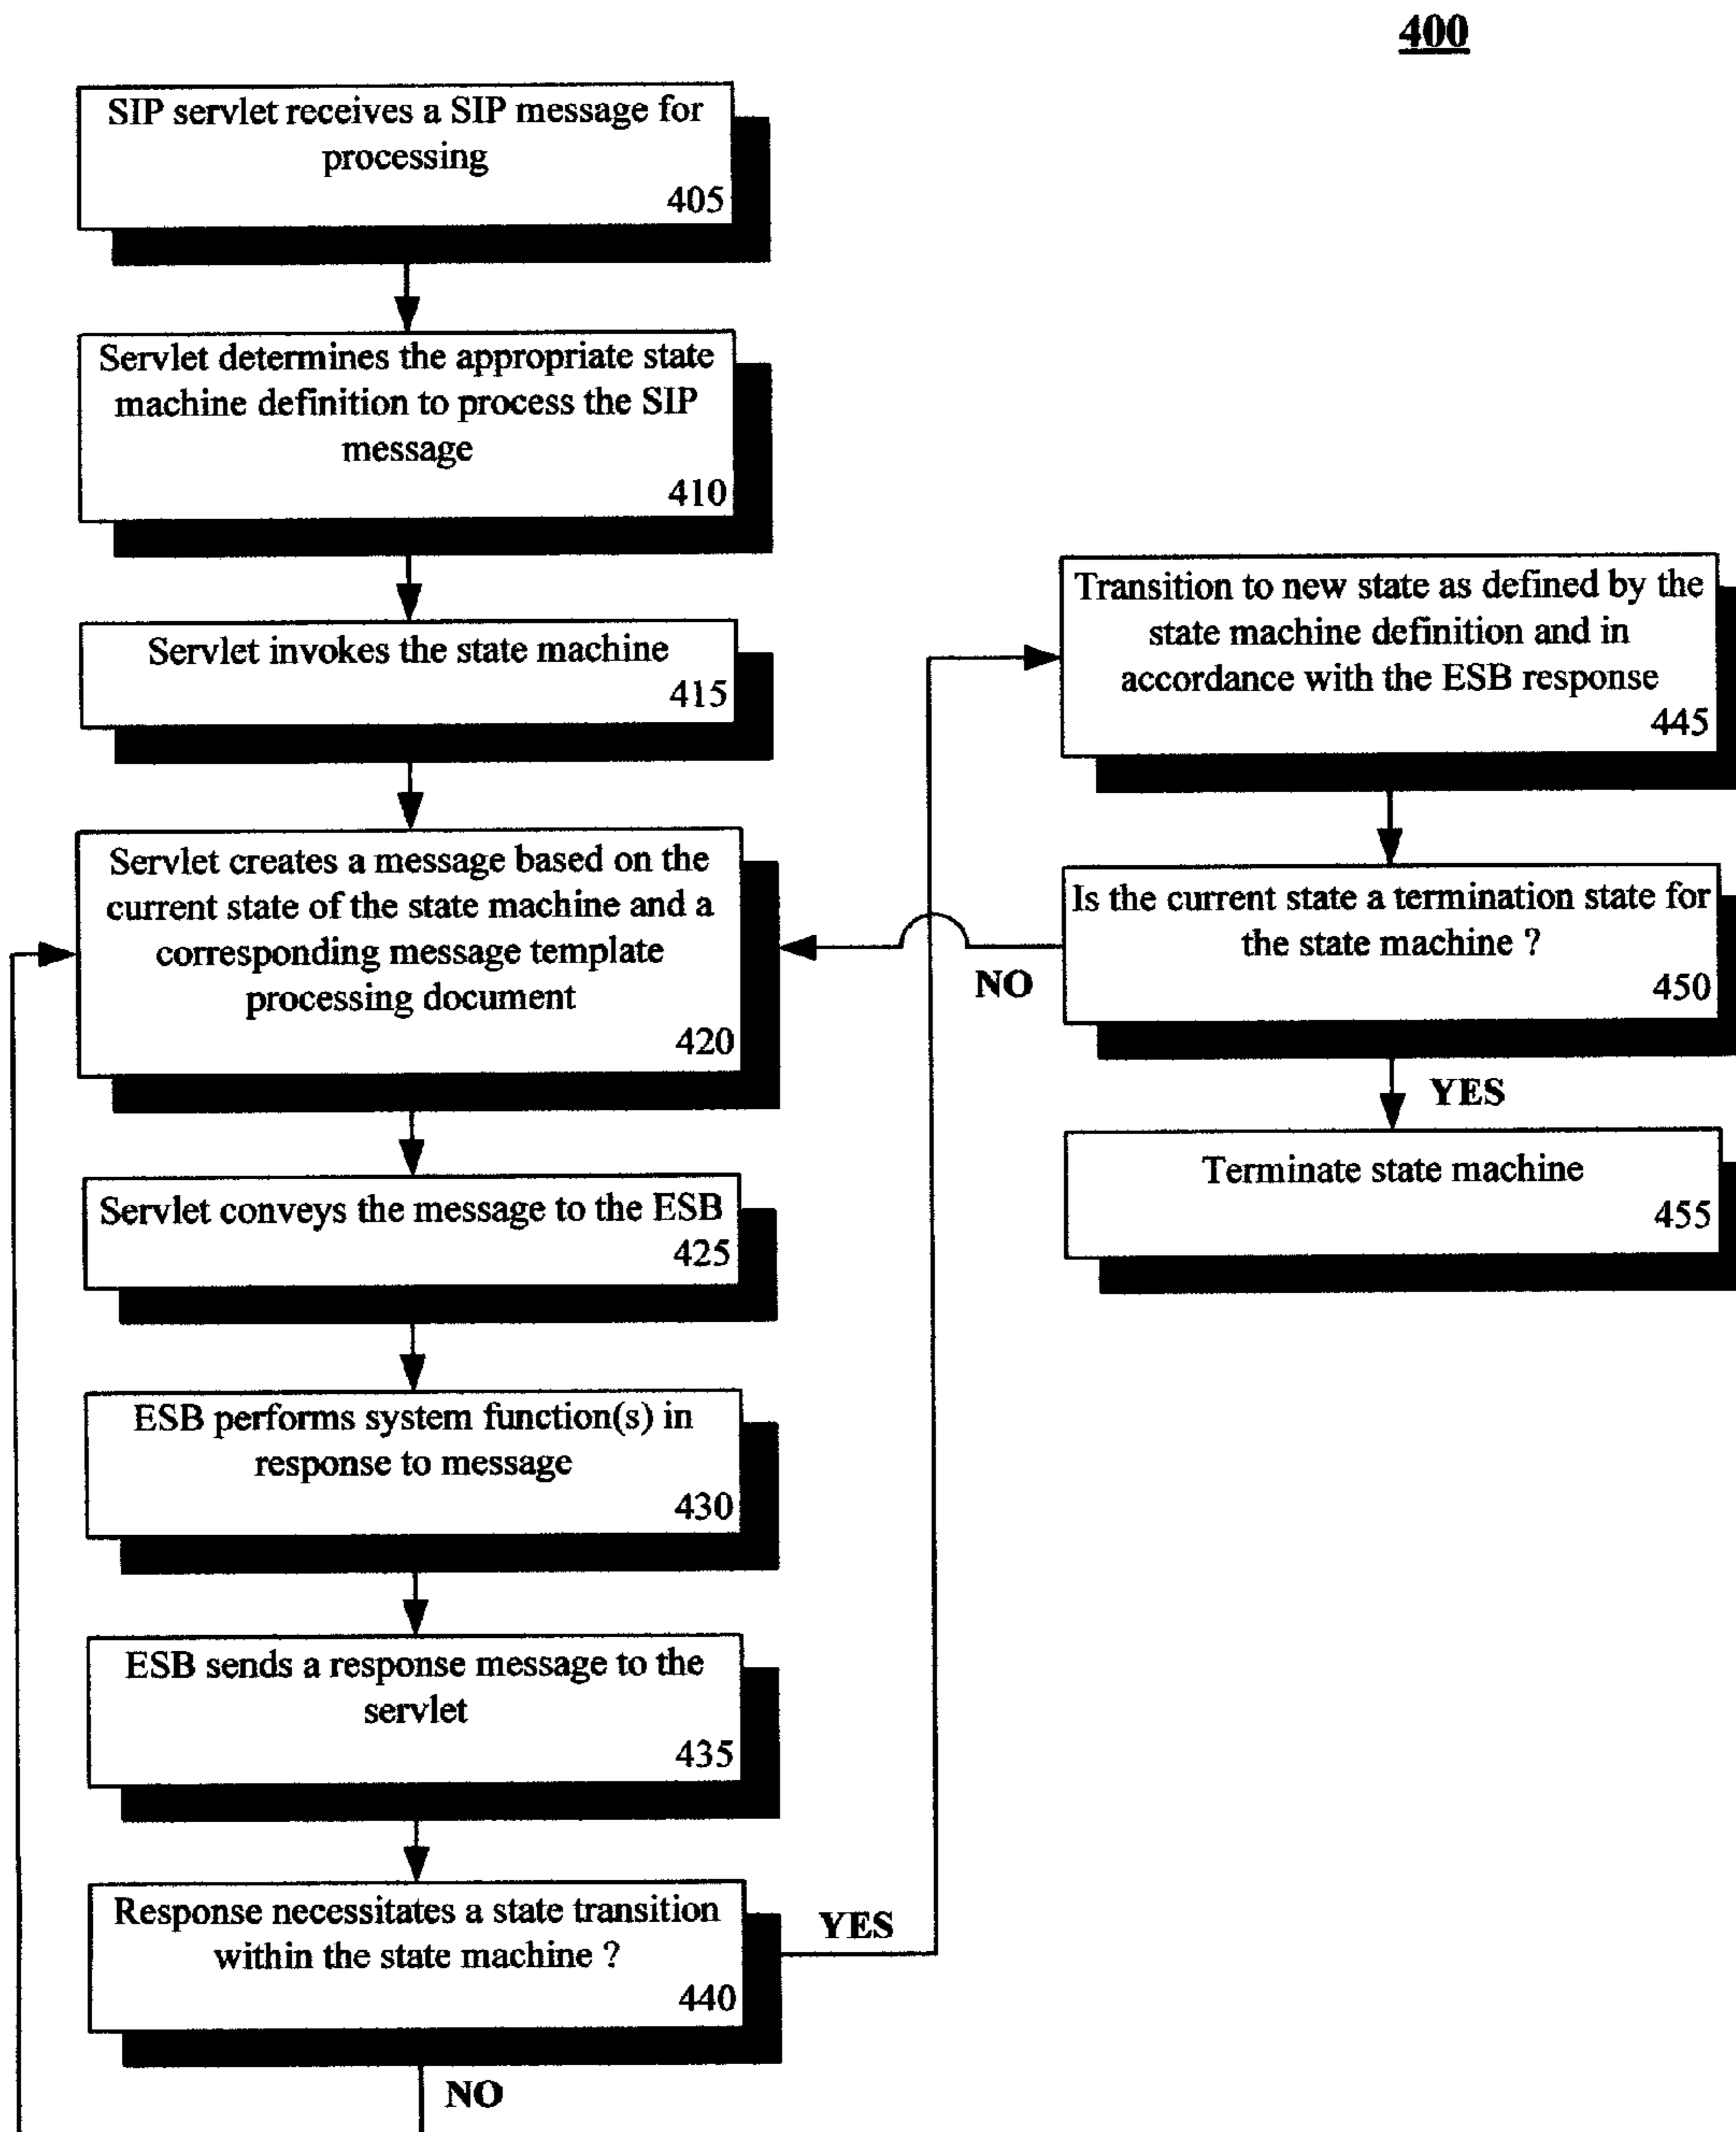 400
SIP servlet receives a SIP message for
processing
405
Servlet determines the appropriate state
machine definition to process the SIP
message
410
Servlet invokes the state machine
415
Servlet creates a message based on the
current state of the state machine and a
corresponding message template
processing document
420
Servlet conveys the message to the ESB
425
ESB performs system function(s) in
response to message
430
ESB sends a response message to the
servlet
435
Response necessitates a state transition
within the state machine ?
440
YES
NO
Transition to new state as defined by the
state machine definition and in
accordance with the ESB response
445
Is the current state a termination state for
the state machine ?
450
NO
YES
Terminate state machine
455